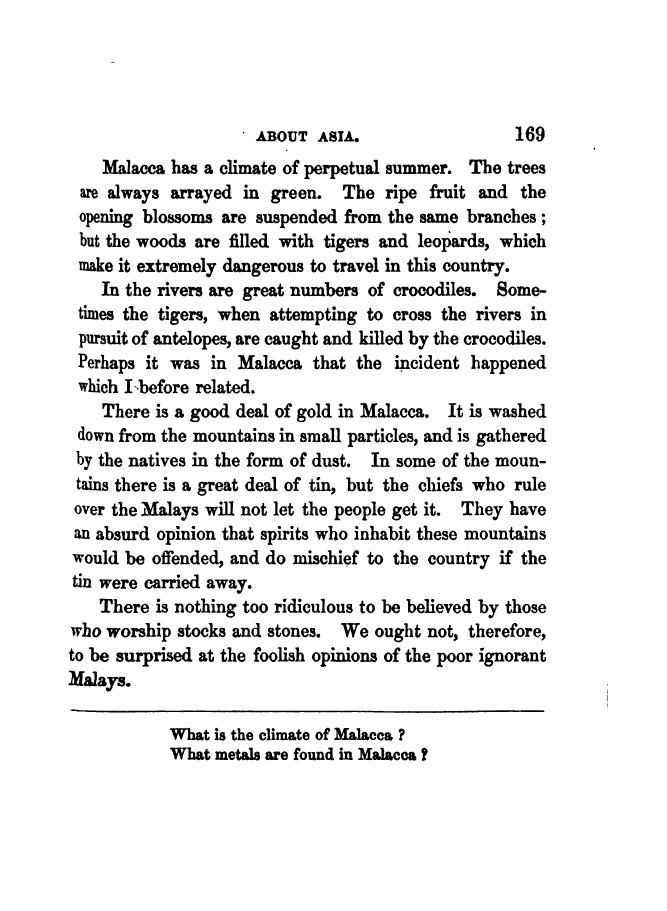 ABOUT ASIA. 169
Malacca has a climate of perpetual summer. The trees
are always arrayed in green. The ripe fruit and the
opening blossoms are suspended from the same branches;
but the woods are filled with tigers and leopards, which
make it extremely dangerous to travel in this country.
In the rivers are great numbers of crocodiles. Some-
times the tigers, when attempting to cross the rivers in
pursuit of antelopes, are caught and killed by the crocodiles.
Perhaps it was in Malacca that the incident happened
which I before related.
There is a good deal of gold in Malacca. It is washed
down from the mountains in small particles, and is gathered
by the natives in the form of dust. In some of the moun-
tains there is a great deal of tin, but the chiefs who rule
over the Malays will not let the people get it. They have
an absurd opinion that spirits who inhabit these mountains
would be offended, and do mischief to the country if the
tin were carried away.
There is nothing too ridiculous to be believed by those
who worship stocks and stones. We ought not, therefore,
to be surprised at the foolish opinions of the poor ignorant
Malays.
What is the climate of Malacca?
What metals are found in Malacca?